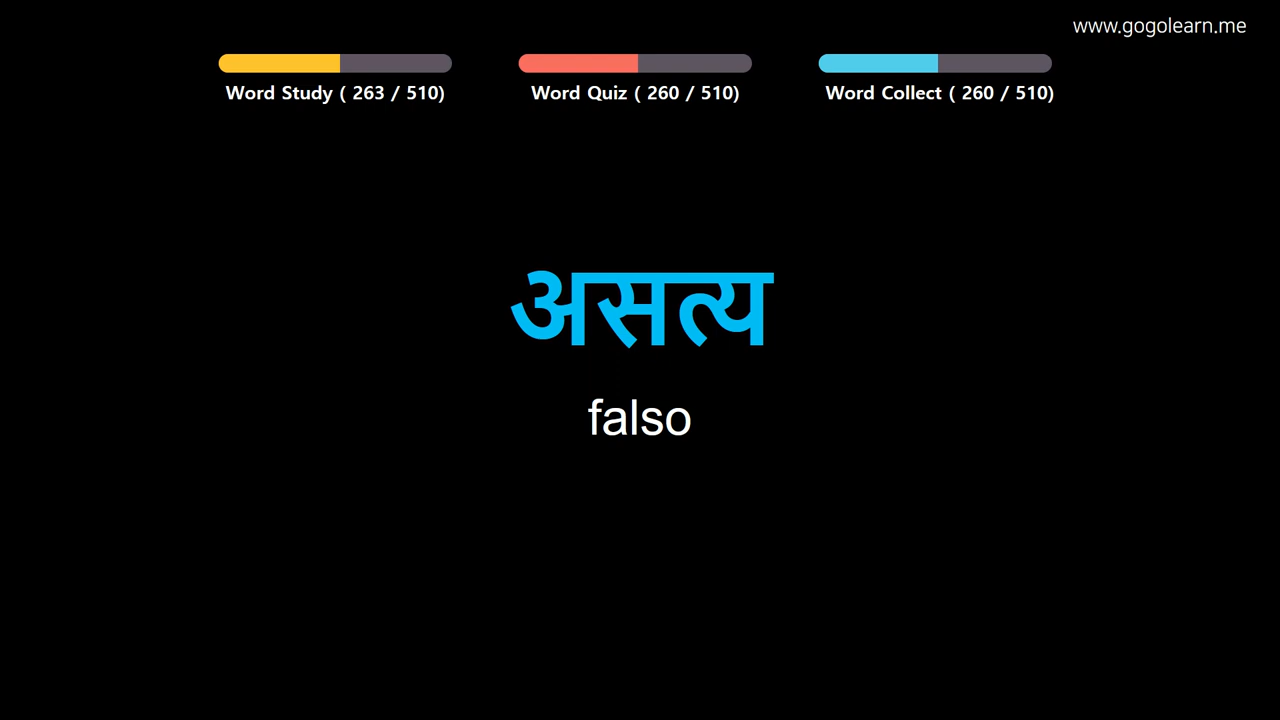 www.gogolearn.me
Word Study ( 263 / 510)
Word Quiz ( 260 / 510)
Word Collect ( 260 / 510)
असत्य
falso